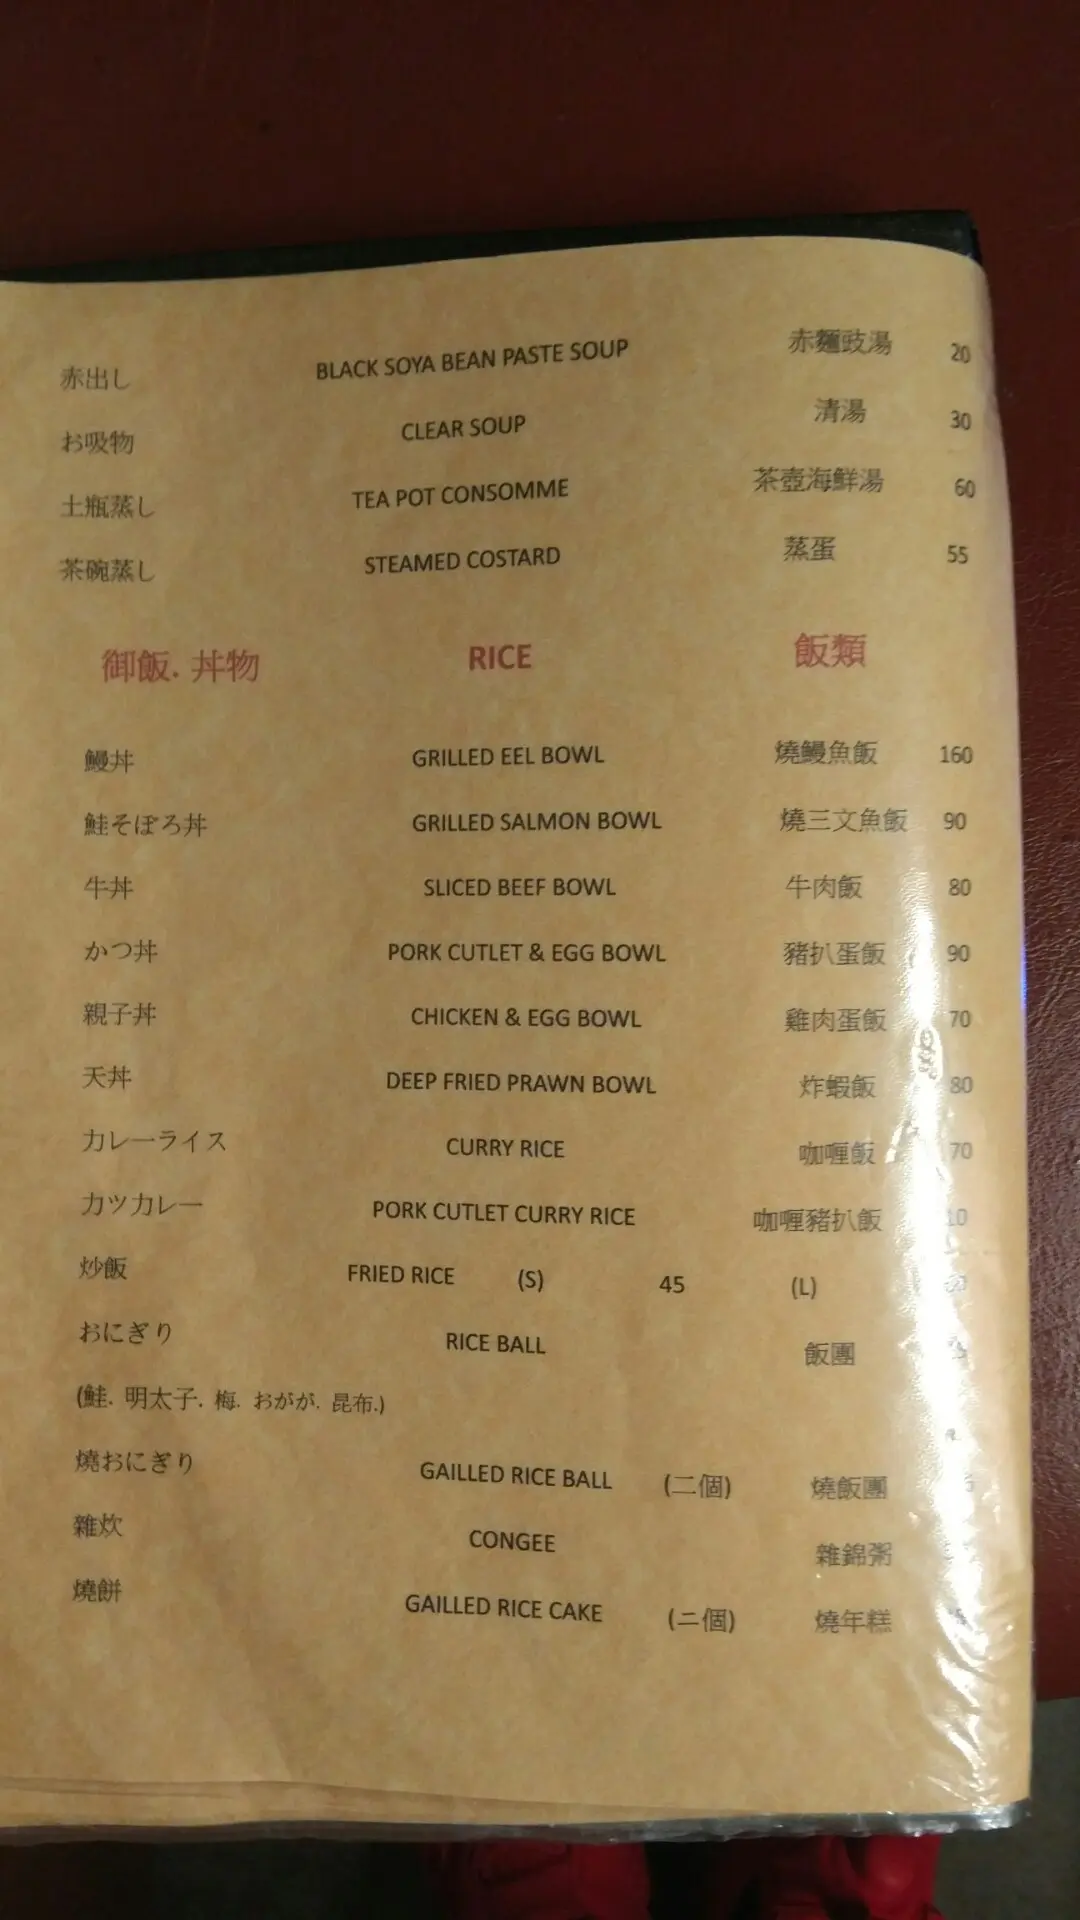 赤出し BLACK SOYA BEAN PASTE SOUP 赤麵豉湯 20
お吸物 CLEAR SOUP 清湯 30
土瓶蒸し TEA POT CONSOMME 茶壺海鮮湯 60
茶碗蒸し STEAMED COSTARD 蒸蛋 55
御飯. 丼物 RICE 飯類
鰻丼 GRILLED EEL BOWL 燒鰻魚飯 160
鮭そぼろ丼 GRILLED SALMON BOWL 燒三文魚飯 90
牛丼 SLICED BEEF BOWL 牛肉飯 80
かつ丼 PORK CUTLET & EGG BOWL 豬扒蛋飯 90
親子丼 CHICKEN & EGG BOWL 雞肉蛋飯 70
天丼 DEEP FRIED PRAWN BOWL 炸蝦飯 80
カレーライス CURRY RICE 咖喱飯 70
カツカレー PORK CUTLET CURRY RICE 咖喱豬扒飯
炒飯 FRIED RICE (S) 45 (L)
おにぎり RICE BALL 飯團
(鮭. 明太子. 梅. おがが. 昆布.)
燒おにぎり GAILLED RICE BALL (二個) 燒飯團
雜炊 CONGEE 雜錦粥
燒餅 GAILLED RICE CAKE (二個) 燒年糕